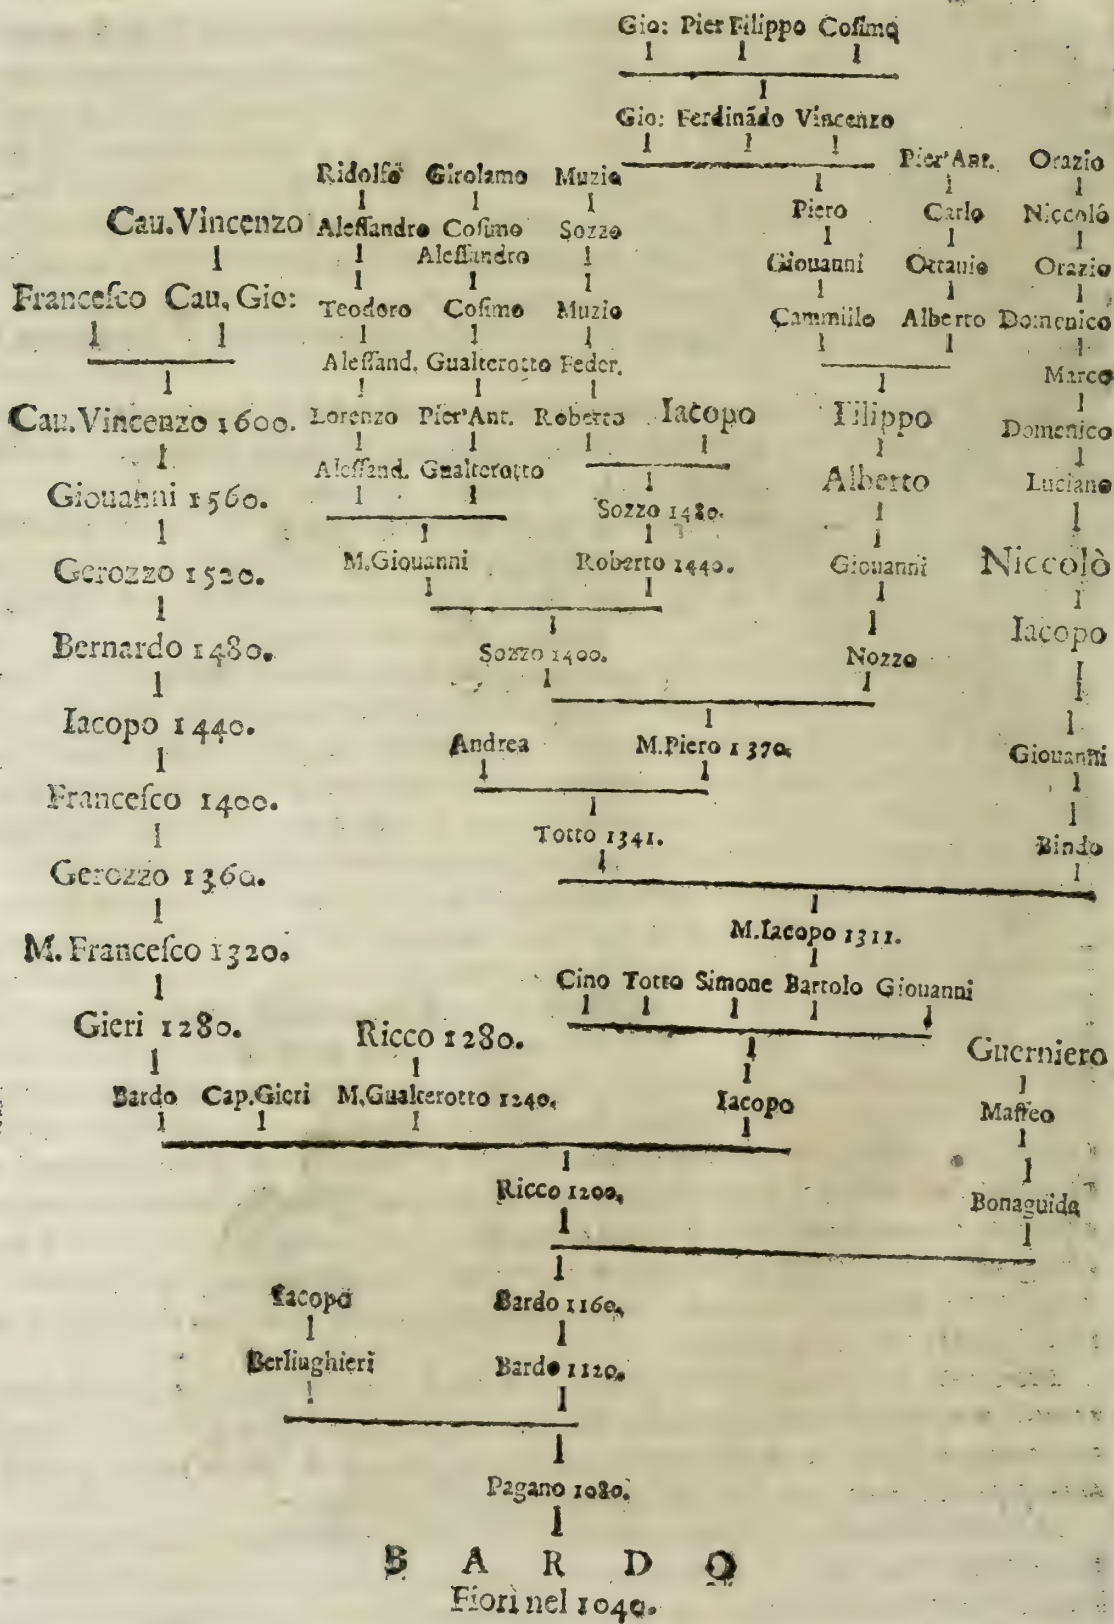 Gio: Pier Filippo Cosimo
Gio: Ferdinãdo Vincenzo
Ridolfo Girolamo Muzio Pier'Ant. Orazio
Cau.Vincenzo Aleſſandro Coſimo Sozzo Piero Carlo Niccolò
Aleſſandro Giouanni Ottauio Orazio
Franceſco Cau. Gio: Teodoro Coſimo Muzio Cammillo Alberto Domenico
Aleſſand. Gualterotto Feder. Marco
Cau.Vincenzo 1600. Lorenzo Pier'Ant. Roberto Iacopo Filippo Domenico
Aleſſand. Gualterotto Alberto Luciano
Giouanni 1560. Sozzo 1480.
Gerozzo 1520. M.Giouanni Roberto 1440. Giouanni Niccolò
Bernardo 1480. Sozzo 1400. Nozzo Iacopo
Iacopo 1440. Andrea M.Piero 1370. Giouanni
Franceſco 1400.
Totto 1341. Bindo
Gerozzo 1360.
M. Franceſco 1320. M.Iacopo 1311.
Cino Totto Simone Bartolo Giouanni
Gieri 1280. Ricco 1280. Guerniero
Bardo Cap.Gieri M.Gualterotto 1240. Iacopo Maffeo
Ricco 1200. Bonaguida
Iacopo Bardo 1160.
Berlinghieri Bardo 1120.
Pagano 1080.
B A R D O
Fiorì nel 1040.